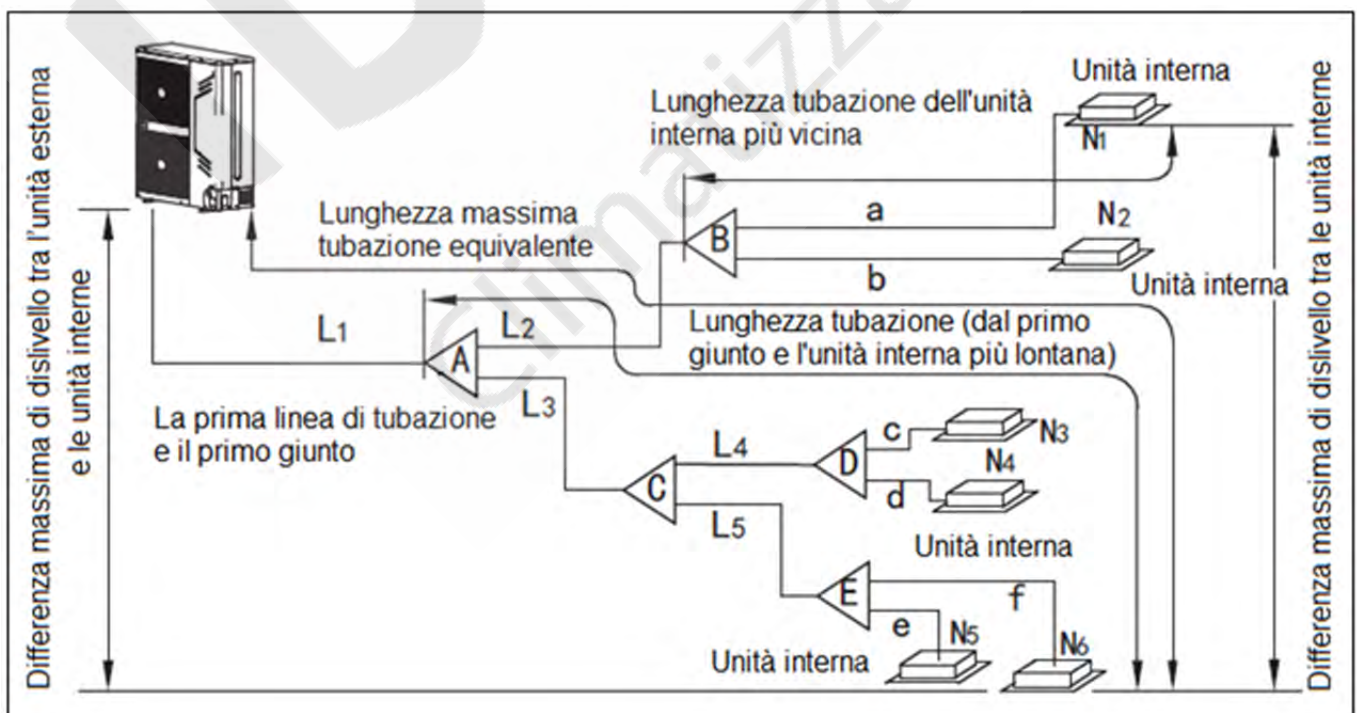 Differenza massima di dislivello tra l'unità esterna
e le unità interne
Unità interna
Lunghezza tubazione dell'unità
interna più vicina
N1
a
N2
Lunghezza massima
tubazione equivalente
B
b
Unità interna
L1
L2
Lunghezza tubazione (dal primo
giunto e l'unità interna più lontana)
A
L3
La prima linea di tubazione
e il primo giunto
c
N3
L4
D
N4
C
d
L5
Unità interna
E
f
e
N5
N6
Unità interna
Differenza massima di dislivello tra le unità interne